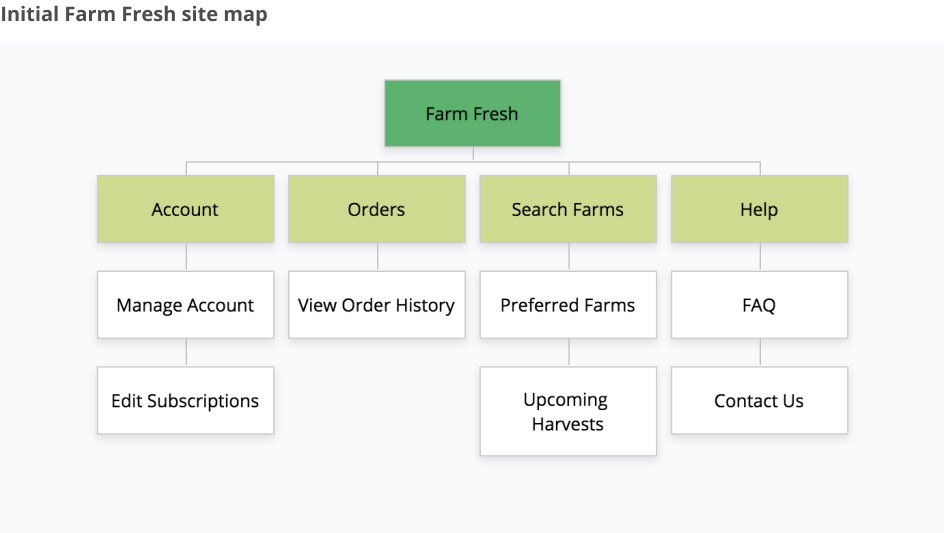 Initial Farm Fresh site map
Farm Fresh
Account
Orders
Search Farms
Help
Manage Account
View Order History
Preferred Farms
FAQ
Edit Subscriptions
Upcoming
Harvests
Contact Us